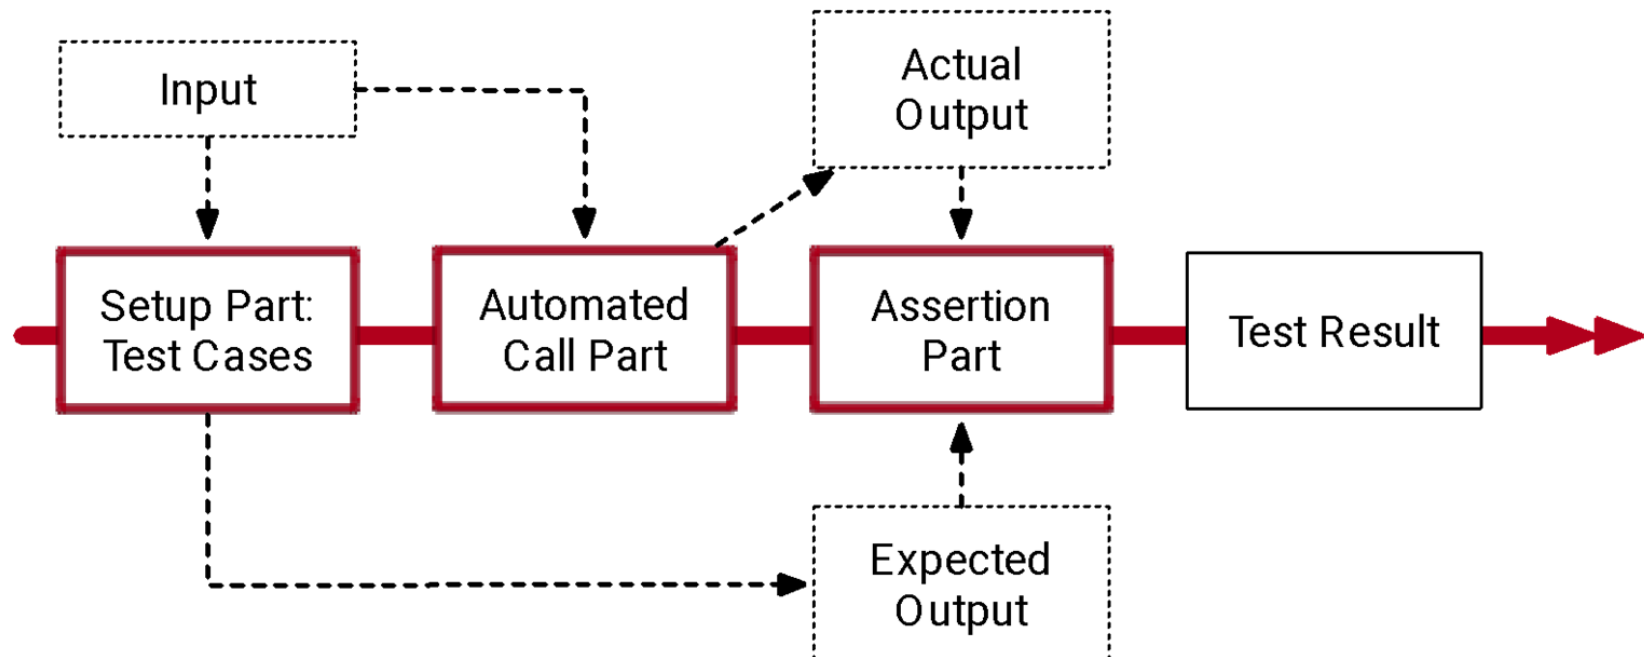 Input
Actual
Output
Setup Part:
Test Cases
Automated
Call Part
Assertion
Part
Test Result
Expected
Output